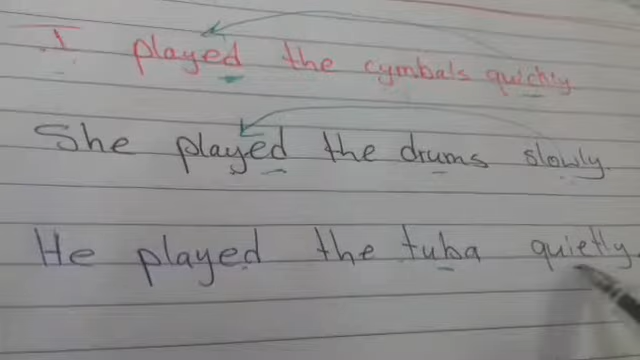 I played the cymbals quickly
She played the drums slowly.
He played the tuba quietly.